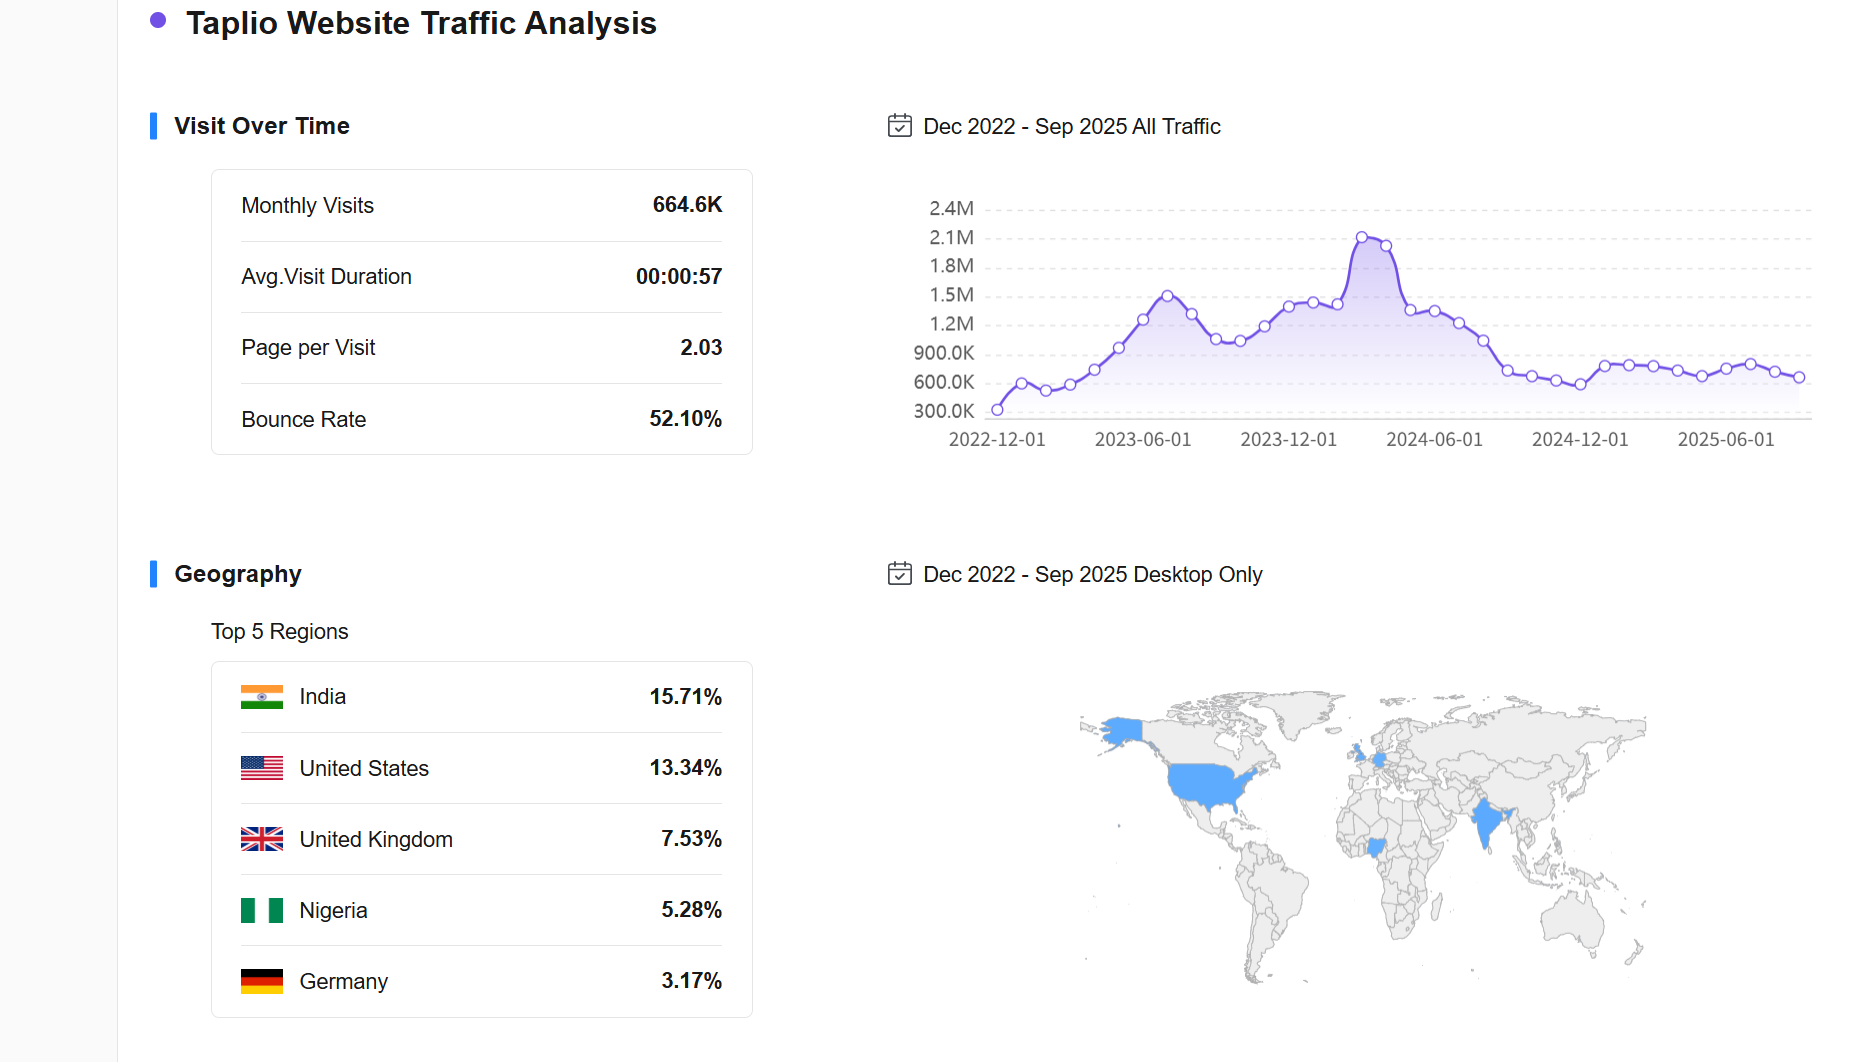 Taplio Website Traffic Analysis
Visit Over Time
Monthly Visits 664.6K
Avg.Visit Duration 00:00:57
Page per Visit 2.03
Bounce Rate 52.10%
Dec 2022 - Sep 2025 All Traffic
2.4M
2.1M
1.8M
1.5M
1.2M
900.0K
600.0K
300.0K
2022-12-01 2023-06-01 2023-12-01 2024-06-01 2024-12-01 2025-06-01
Geography
Top 5 Regions
India 15.71%
United States 13.34%
United Kingdom 7.53%
Nigeria 5.28%
Germany 3.17%
Dec 2022 - Sep 2025 Desktop Only